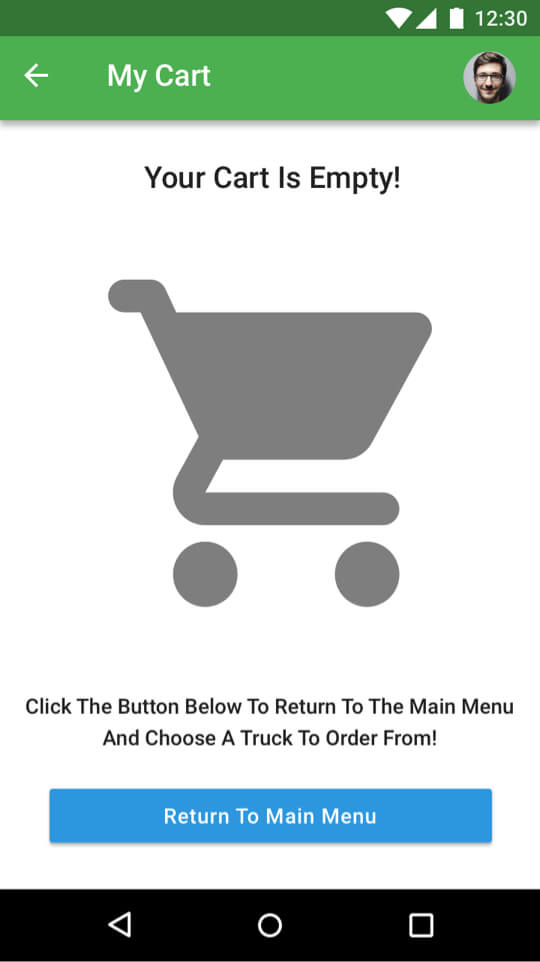 12:30
My Cart
Your Cart Is Empty!
Click The Button Below To Return To The Main Menu
And Choose A Truck To Order From!
Return To Main Menu